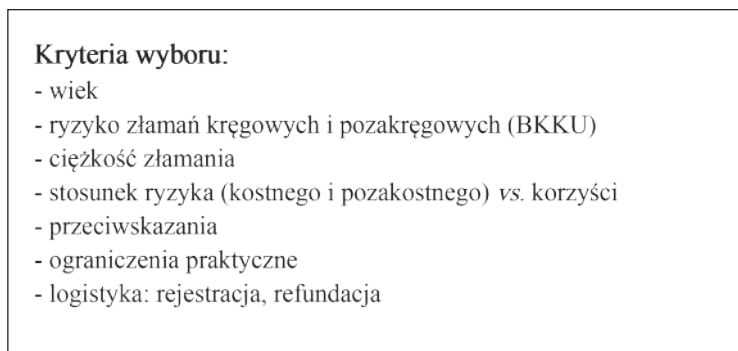 Kryteria wyboru:
- wiek
- ryzyko złamań kręgowych i pozakręgowych (BKKU)
- ciężkość złamania
- stosunek ryzyka (kostnego i pozakostnego) vs. korzyści
- przeciwskazania
- ograniczenia praktyczne
- logistyka: rejestracja, refundacja